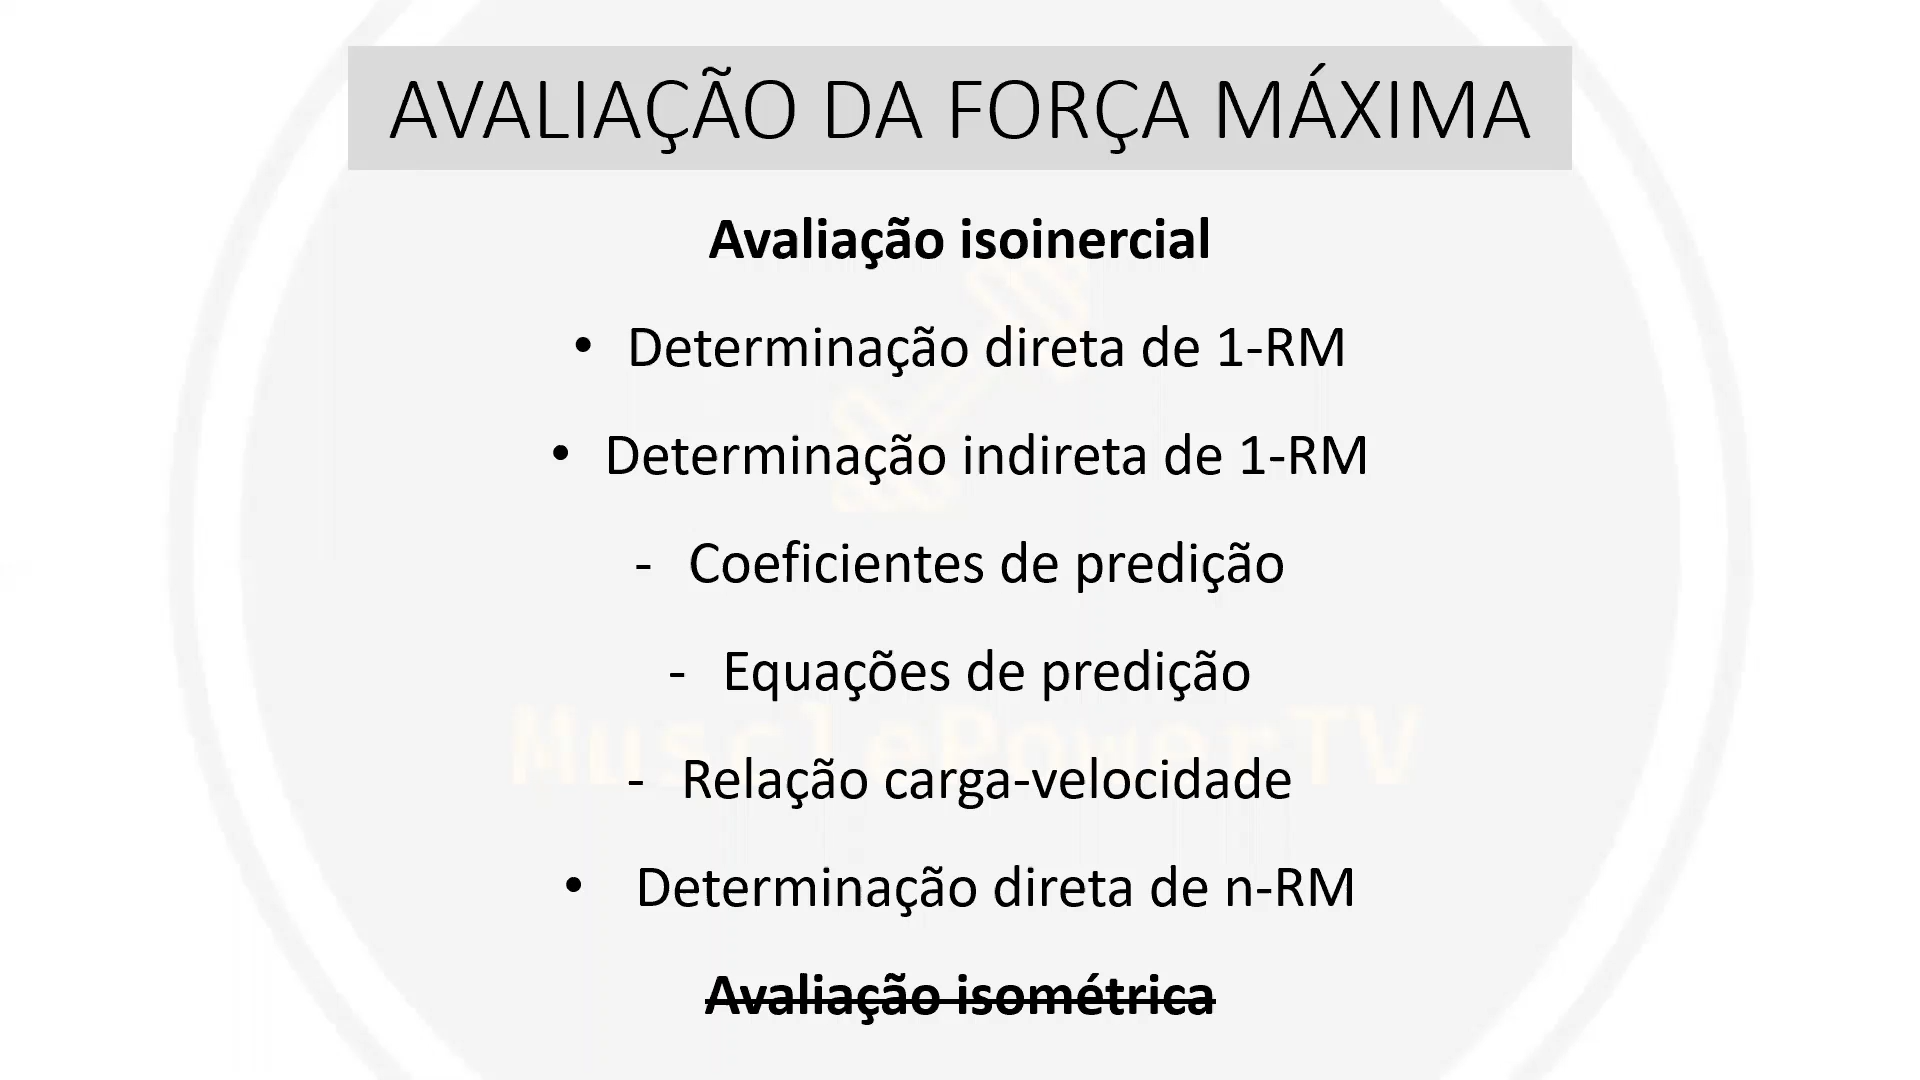 AVALIAÇÃO DA FORÇA MÁXIMA
Avaliação isoinercial
• Determinação direta de 1-RM
• Determinação indireta de 1-RM
- Coeficientes de predição
- Equações de predição
MusclePowerTV
- Relação carga-velocidade
• Determinação direta de n-RM
Avaliação isométrica